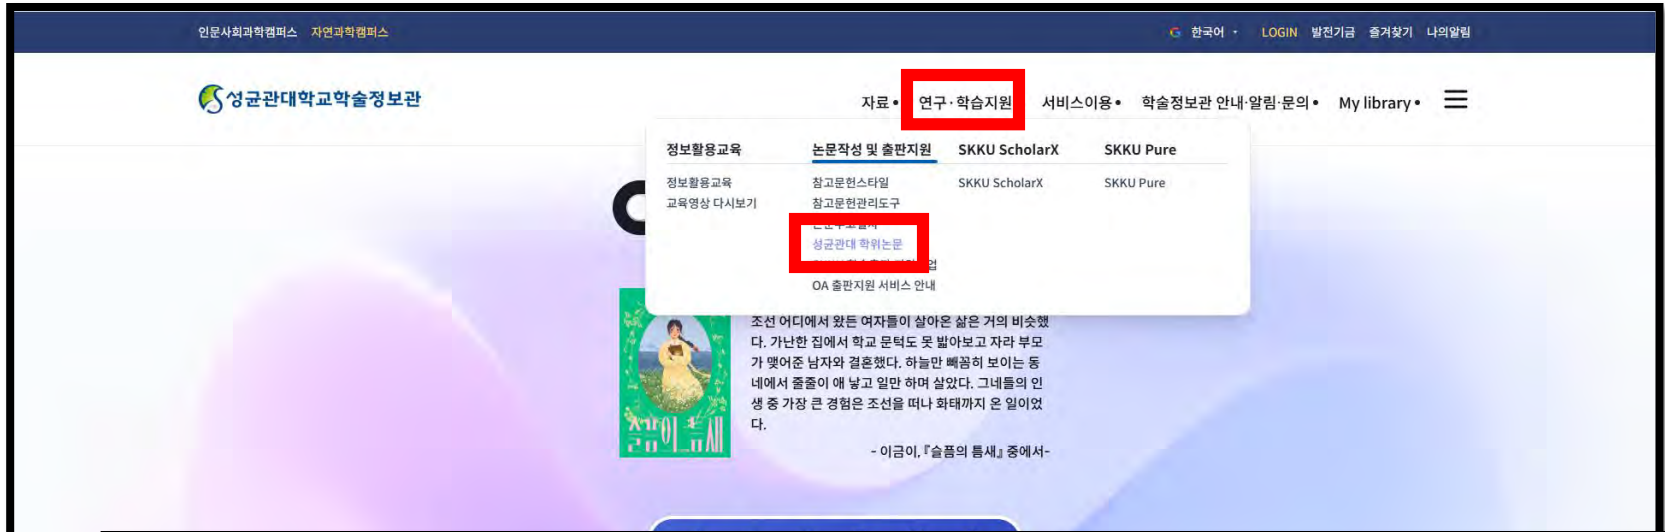 인문사회과학캠퍼스 자연과학캠퍼스
한국어 LOGIN 발전기금 즐겨찾기 나의알림
성균관대학교학술정보관
자료• 연구·학습지원 서비스이용• 학술정보관 안내·알림·문의• My library•
정보활용교육 논문작성 및 출판지원 SKKU ScholarX SKKU Pure
정보활용교육 참고문헌스타일 SKKU ScholarX SKKU Pure
교육영상 다시보기 참고문헌관리도구
성균관대 학위논문
업
OA 출판지원 서비스 안내
조선 어디에서 왔든 여자들이 살아온 삶은 거의 비슷했
다. 가난한 집에서 학교 문턱도 못 밟아보고 자라 부모
가 맺어준 남자와 결혼했다. 하늘만 빼꼼히 보이는 동
네에서 줄줄이 애 낳고 일만 하며 살았다. 그네들의 인
생 중 가장 큰 경험은 조선을 떠나 화태까지 온 일이었
다.
슬픔의 틈새
- 이금이, 『슬픔의 틈새』 중에서-